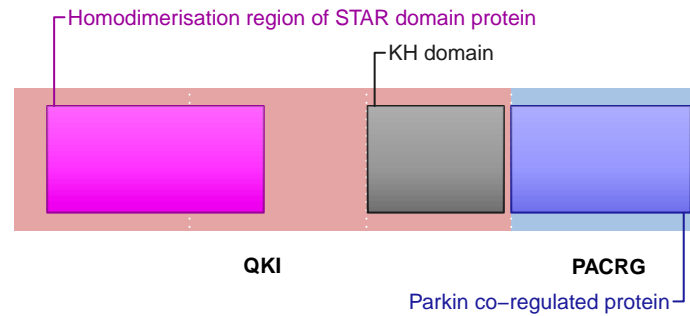 Homodimerisation region of STAR domain protein
KH domain
QKI
PACRG
Parkin co−regulated protein